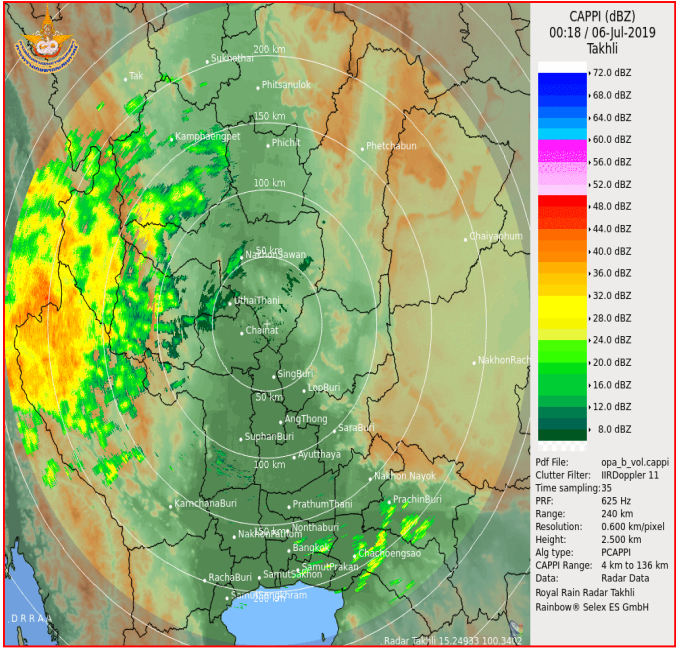 CAPPI (dBZ)
00:18 / 06-Jul-2019
Takhli
72.0 dBZ
68.0 dBZ
64.0 dBZ
60.0 dBZ
56.0 dBZ
52.0 dBZ
48.0 dBZ
44.0 dBZ
40.0 dBZ
36.0 dBZ
32.0 dBZ
28.0 dBZ
24.0 dBZ
20.0 dBZ
16.0 dBZ
12.0 dBZ
8.0 dBZ
Pdf File: opa_b_vol.cappi
Clutter Filter: IIRDoppler 11
Time sampling:35
PRF: 625 Hz
Range: 240 km
Resolution: 0.600 km/pixel
Height: 2.500 km
Alg type: PCAPPI
CAPPI Range: 4 km to 136 km
Data: Radar Data
Royal Rain Radar Takhli
Rainbow® Selex ES GmbH
200 km
Sukhothai
Tak
Phitsanulok
150 km
Kamphaengpet
Phichit
Phetchabun
100 km
Chaiyaphum
50 km
NakhonSawan
UthaiThani
Chainat
NakhonRach
SingBuri
LopBuri
50 km
AngThong
SaraBuri
SuphanBuri
Ayutthaya
100 km
Nakhon Nayok
KamchanaBuri
PrathumThani
PrachinBuri
150 km
Nonthaburi
NakhonPathom
Bangkok
Chachoengsao
SamutPrakan
RachaBuri
SamutSakhon
SamutSongkhram
200 km
D R R A A
Radar Takhli 15.24933 100.3402